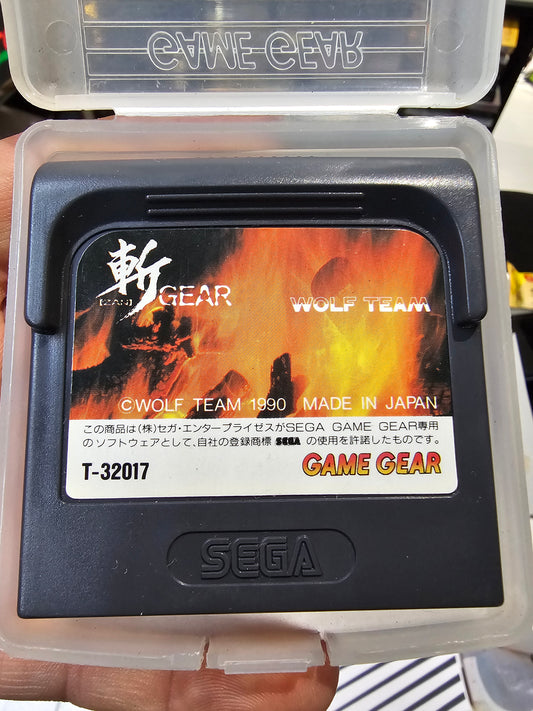 GAME GEAR
斬
[ZAN] GEAR
WOLF TEAM
©WOLF TEAM 1990 MADE IN JAPAN
この商品は(株)セガ・エンタープライゼスがSEGA GAME GEAR専用
のソフトウェアとして、自社の登録商標 SEGA の使用を許諾したものです。
T-32017
GAME GEAR
SEGA